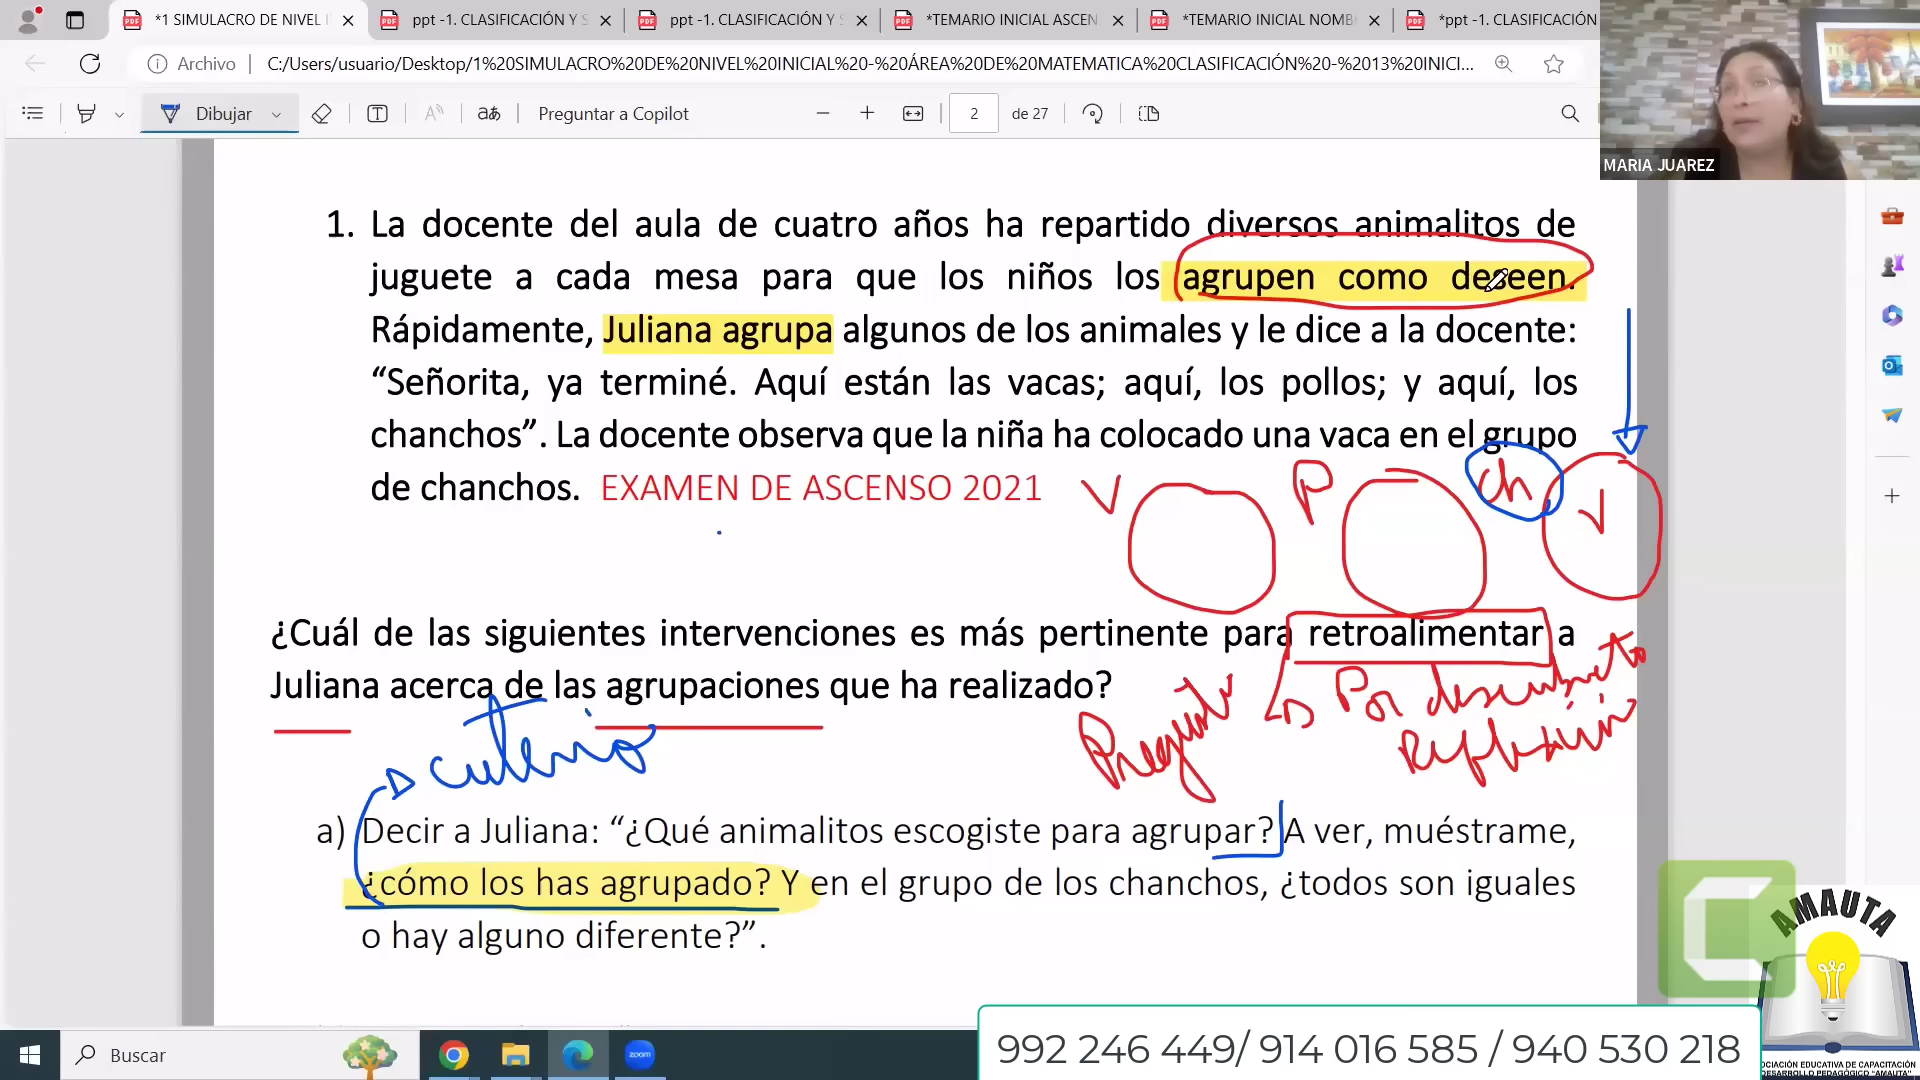 *1 SIMULACRO DE NIVEL I
ppt -1. CLASIFICACIÓN Y S
ppt -1. CLASIFICACIÓN Y S
*TEMARIO INICIAL ASCEN
*TEMARIO INICIAL NOMB
*ppt -1. CLASIFICACIÓN
Archivo
C:/Users/usuario/Desktop/1%20SIMULACRO%20DE%20NIVEL%20INICIAL%20-%20ÁREA%20DE%20MATEMATICA%20CLASIFICACIÓN%20-%2013%20INICI...
Dibujar
Preguntar a Copilot
2 de 27
MARIA JUAREZ
1. La docente del aula de cuatro años ha repartido diversos animalitos de
juguete a cada mesa para que los niños los agrupen como deseen.
Rápidamente, Juliana agrupa algunos de los animales y le dice a la docente:
“Señorita, ya terminé. Aquí están las vacas; aquí, los pollos; y aquí, los
chanchos”. La docente observa que la niña ha colocado una vaca en el grupo
de chanchos. EXAMEN DE ASCENSO 2021
V P ch V
¿Cuál de las siguientes intervenciones es más pertinente para retroalimentar a
Juliana acerca de las agrupaciones que ha realizado?
Por
a) Decir a Juliana: “¿Qué animalitos escogiste para agrupar? A ver, muéstrame,
¿cómo los has agrupado? Y en el grupo de los chanchos, ¿todos son iguales
o hay alguno diferente?”.
AMAUTA
992 246 449/ 914 016 585 / 940 530 218
OCIACIÓN EDUCATIVA DE CAPACITACIÓN
DESARROLLO PEDAGÓGICO “AMAUTA”
Buscar
zoom